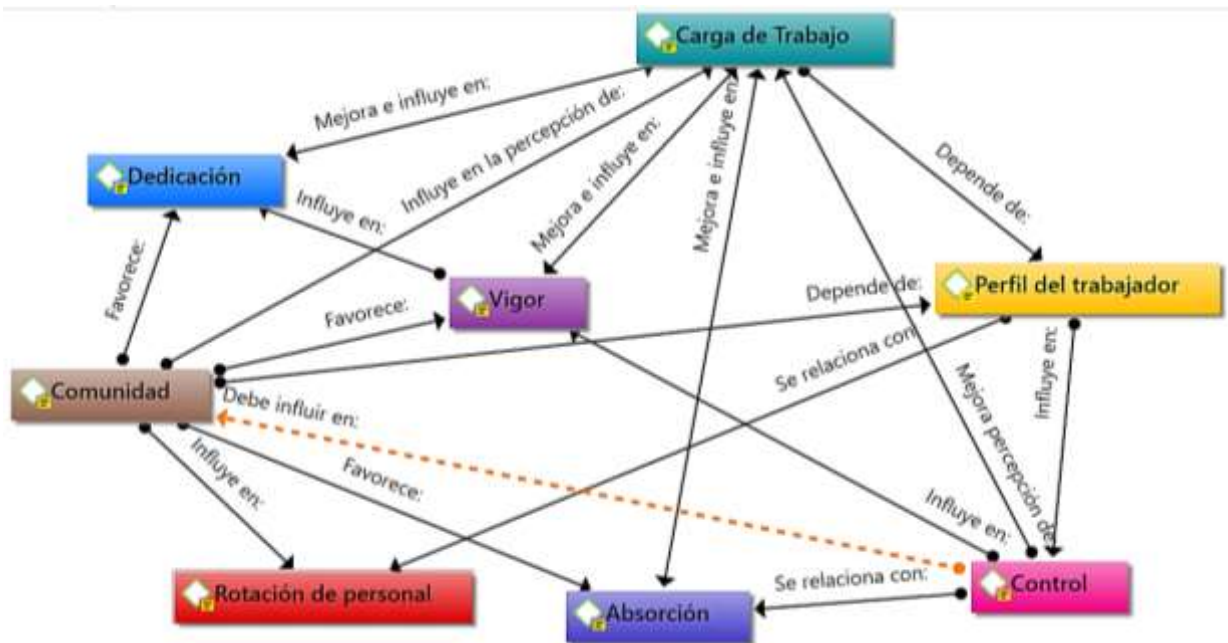 Carga de Trabajo
Mejora e influye en:
Influye en la percepción de:
Mejora e influye en:
Mejora e influye en:
Depende de:
Dedicación
Influye en:
Favorece:
Vigor
Favorece:
Depende de:
Perfil del trabajador
Se relaciona con:
Influye en:
Mejora percepción de
Comunidad
Debe influir en:
Influye en:
Favorece:
Influye en:
Rotación de personal
Absorción
Se relaciona con:
Control